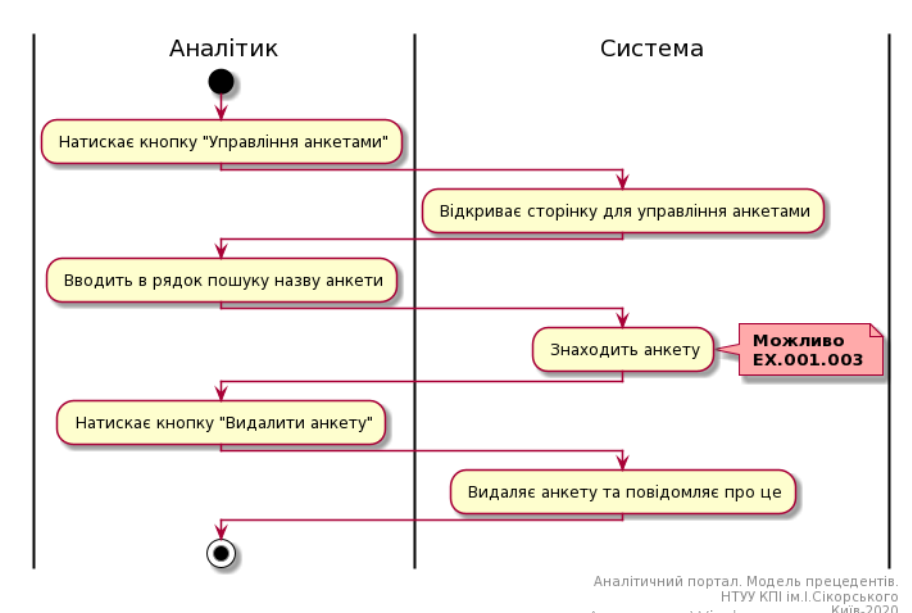 Аналітик
Система
Натискає кнопку "Управління анкетами"
Відкриває сторінку для управління анкетами
Вводить в рядок пошуку назву анкети
Знаходить анкету
Можливо
EX.001.003
Натискає кнопку "Видалити анкету"
Видаляє анкету та повідомляє про це
Аналітичний портал. Модель прецедентів.
НТУУ КПІ ім.І.Сікорського
Київ-2020